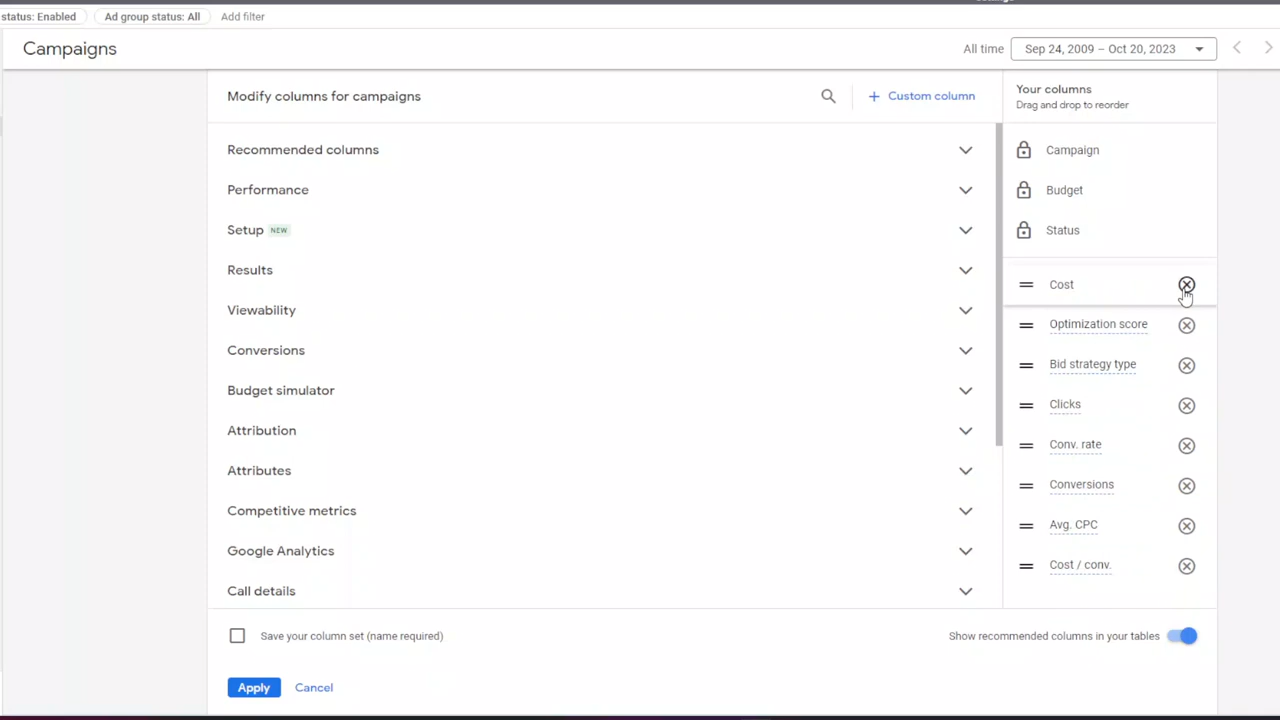 status: Enabled
Ad group status: All
Add filter
Campaigns
All time
Sep 24, 2009 – Oct 20, 2023
Modify columns for campaigns
+ Custom column
Your columns
Drag and drop to reorder
Recommended columns
Performance
Setup NEW
Results
Viewability
Conversions
Budget simulator
Attribution
Attributes
Competitive metrics
Google Analytics
Call details
Campaign
Budget
Status
Cost
Optimization score
Bid strategy type
Clicks
Conv. rate
Conversions
Avg. CPC
Cost / conv.
Save your column set (name required)
Show recommended columns in your tables
Apply
Cancel